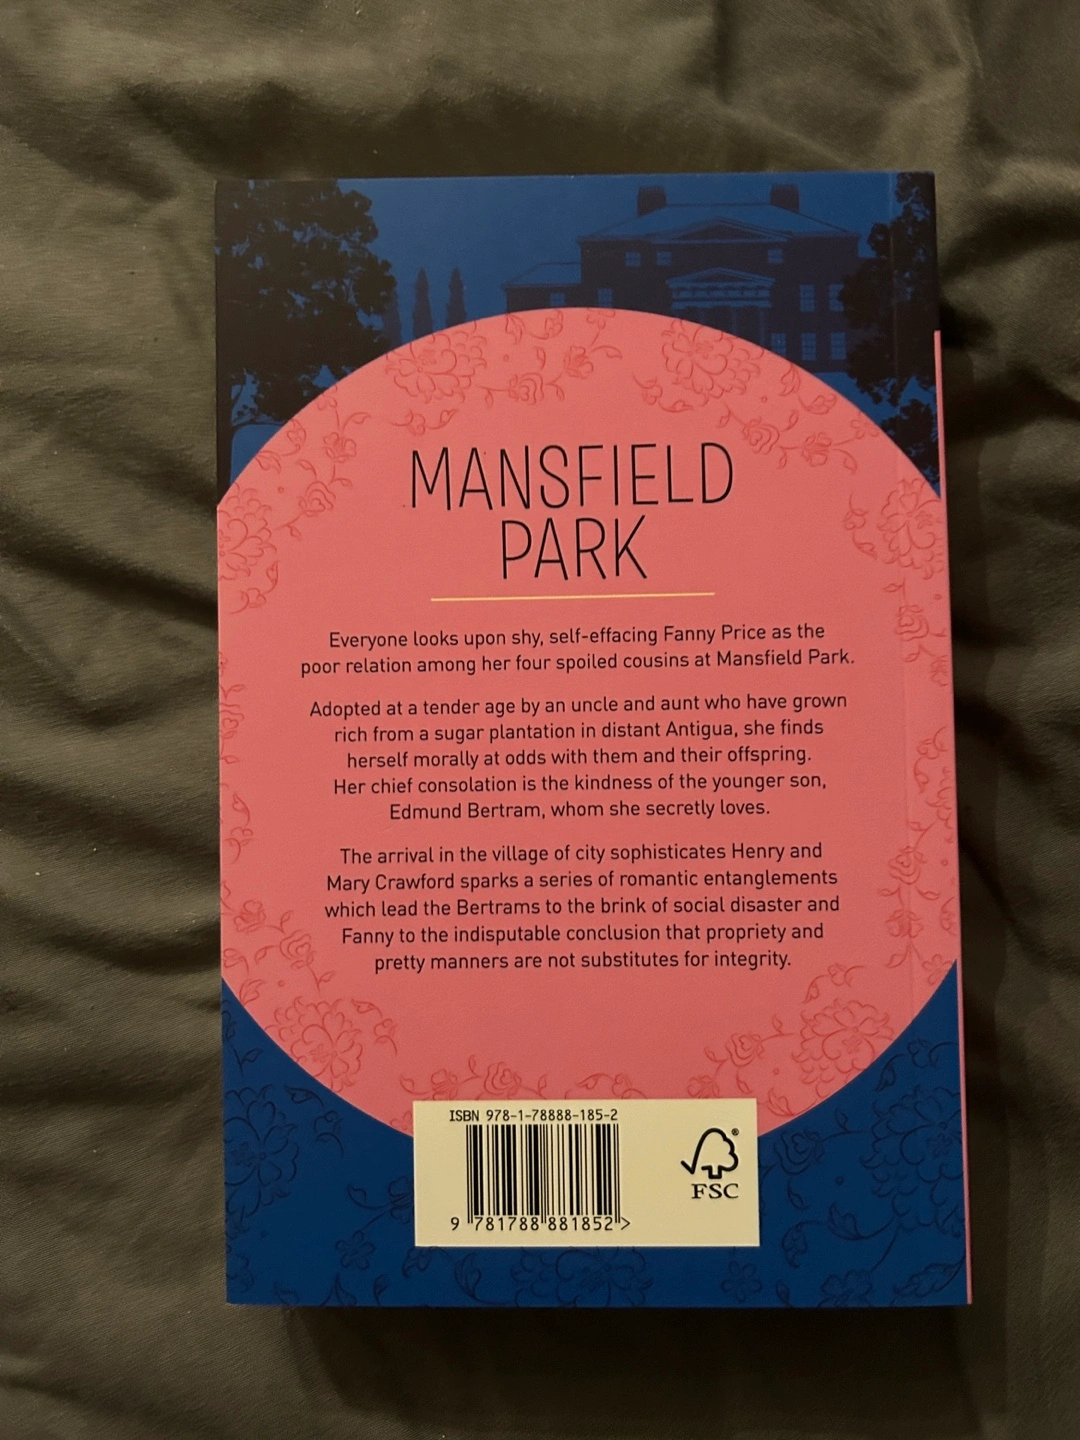 MANSFIELD
PARK
Everyone looks upon shy, self-effacing Fanny Price as the
poor relation among her four spoiled cousins at Mansfield Park.
Adopted at a tender age by an uncle and aunt who have grown
rich from a sugar plantation in distant Antigua, she finds
herself morally at odds with them and their offspring.
Her chief consolation is the kindness of the younger son,
Edmund Bertram, whom she secretly loves.
The arrival in the village of city sophisticates Henry and
Mary Crawford sparks a series of romantic entanglements
which lead the Bertrams to the brink of social disaster and
Fanny to the indisputable conclusion that propriety and
pretty manners are not substitutes for integrity.
ISBN 978-1-78888-185-2
9 781788 881852 >
®
FSC